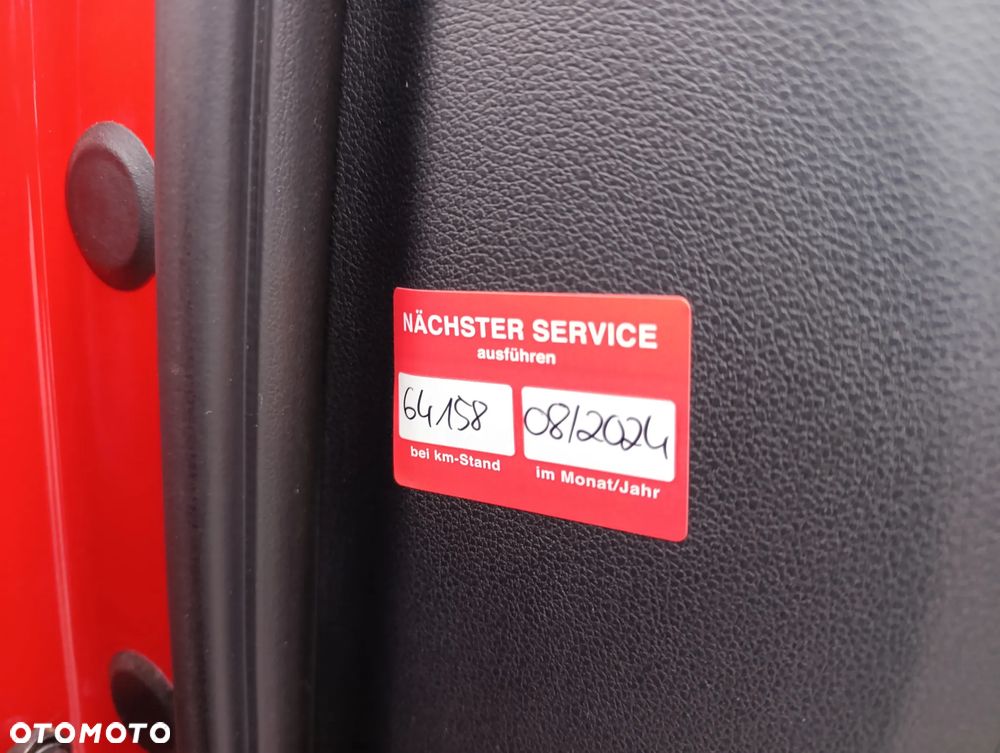 NÄCHSTER SERVICE
ausführen
64158 08/2024
bei km-Stand im Monat/Jahr
OTOMOTO